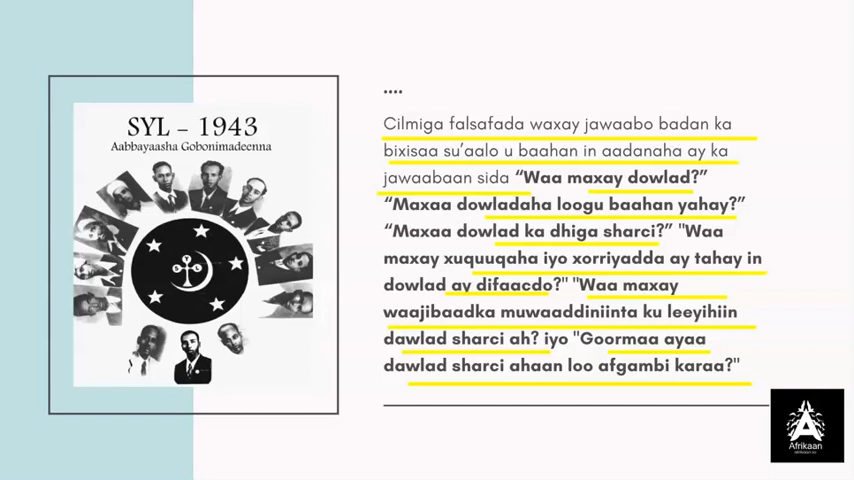 SYL – 1943
Aabbayaasha Gobonimadeenna
S Y L
....
Cilmiga falsafada waxay jawaabo badan ka
bixisaa su'aalo u baahan in aadanaha ay ka
jawaabaan sida “Waa maxay dowlad?”
“Maxaa dowladaha loogu baahan yahay?”
“Maxaa dowlad ka dhiga sharci?” "Waa
maxay xuquuqaha iyo xorriyadda ay tahay in
dowlad ay difaacdo?" "Waa maxay
waajibaadka muwaaddiniinta ku leeyihiin
dawlad sharci ah? iyo "Goormaa ayaa
dawlad sharci ahaan loo afgambi karaa?"
Afrikaan